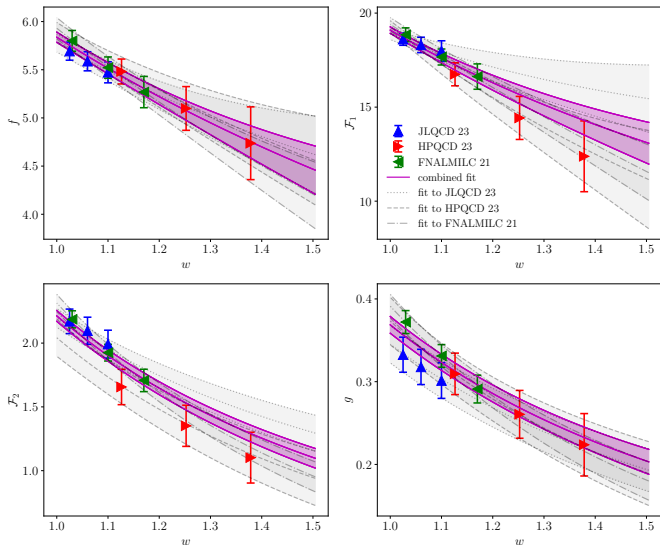 6.0
5.5
5.0
4.5
4.0
f
1.0 1.1 1.2 1.3 1.4 1.5
w
20
15
10
F₁
JLQCD 23
HPQCD 23
FNALMILC 21
combined fit
fit to JLQCD 23
fit to HPQCD 23
fit to FNALMILC 21
1.0 1.1 1.2 1.3 1.4 1.5
w
2.0
1.5
1.0
F₂
1.0 1.1 1.2 1.3 1.4 1.5
w
0.4
0.3
0.2
g
1.0 1.1 1.2 1.3 1.4 1.5
w